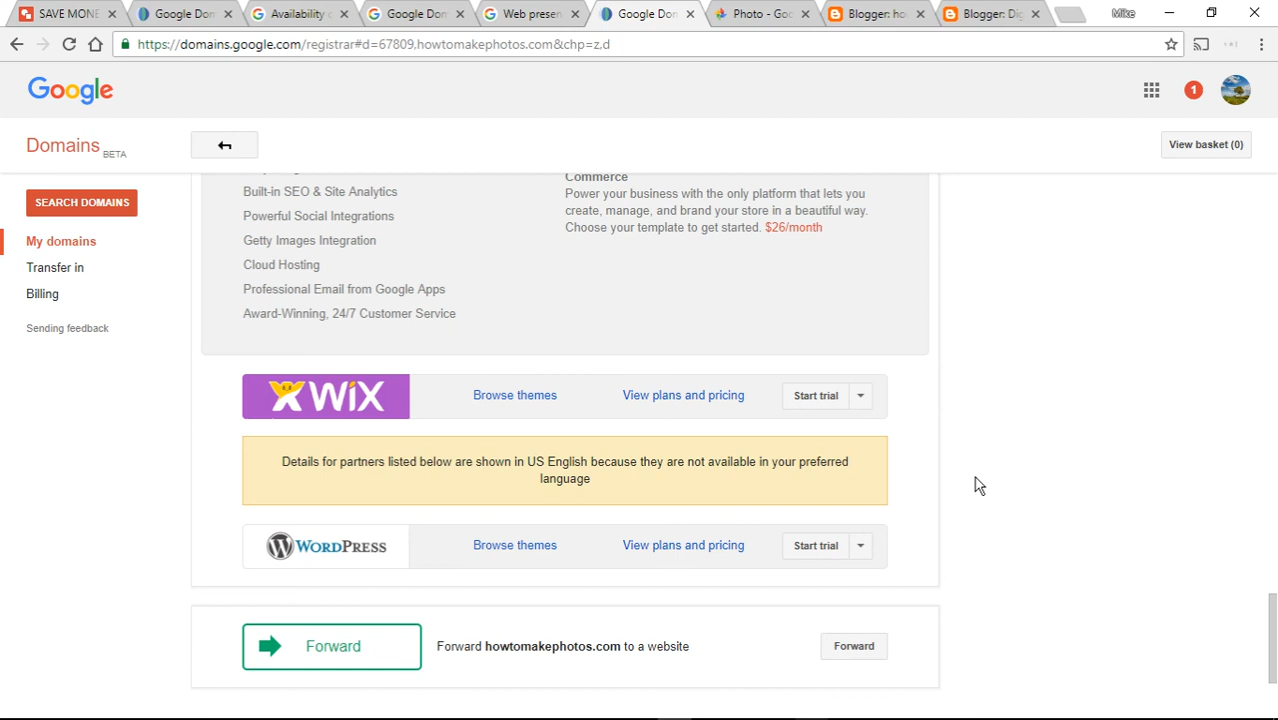 SAVE MONE
Google Dom
Availability
Google Dom
Web presen
Google Dom
Photo - Goo
Blogger: ho
Blogger: Dig
Mike
https://domains.google.com/registrar#d=67809.howtomakephotos.com&chp=z,d
Google
1
Domains BETA
View basket (0)
SEARCH DOMAINS
My domains
Transfer in
Billing
Sending feedback
Built-in SEO & Site Analytics
Powerful Social Integrations
Getty Images Integration
Cloud Hosting
Professional Email from Google Apps
Award-Winning, 24/7 Customer Service
Commerce
Power your business with the only platform that lets you
create, manage, and brand your store in a beautiful way.
Choose your template to get started. $26/month
WiX
Browse themes
View plans and pricing
Start trial
Details for partners listed below are shown in US English because they are not available in your preferred
language
WORDPRESS
Browse themes
View plans and pricing
Start trial
Forward
Forward howtomakephotos.com to a website
Forward